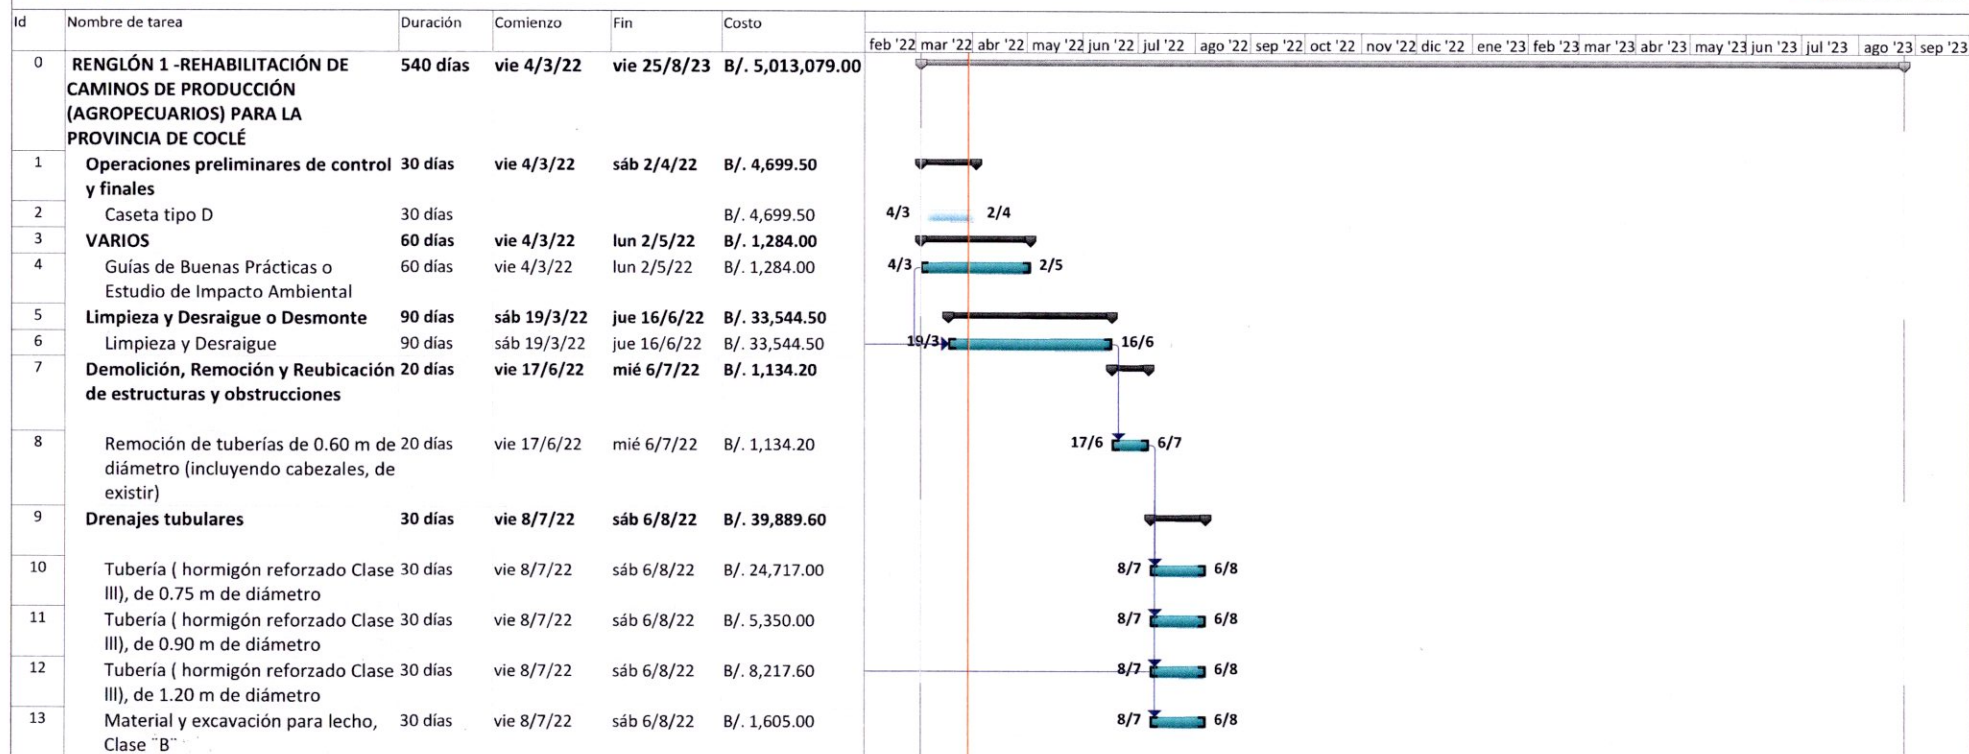 Id Nombre de tarea Duración Comienzo Fin Costo
feb '22 mar '22 abr '22 may '22 jun '22 jul '22 ago '22 sep '22 oct '22 nov '22 dic '22 ene '23 feb '23 mar '23 abr '23 may '23 jun '23 jul '23 ago '23 sep '23
0 RENGLÓN 1 -REHABILITACIÓN DE 540 días vie 4/3/22 vie 25/8/23 B/. 5,013,079.00
CAMINOS DE PRODUCCIÓN
(AGROPECUARIOS) PARA LA
PROVINCIA DE COCLÉ
1 Operaciones preliminares de control 30 días vie 4/3/22 sáb 2/4/22 B/. 4,699.50
y finales
2 Caseta tipo D 30 días B/. 4,699.50 4/3 2/4
3 VARIOS 60 días vie 4/3/22 lun 2/5/22 B/. 1,284.00
4 Guías de Buenas Prácticas o 60 días vie 4/3/22 lun 2/5/22 B/. 1,284.00 4/3 2/5
Estudio de Impacto Ambiental
5 Limpieza y Desraigue o Desmonte 90 días sáb 19/3/22 jue 16/6/22 B/. 33,544.50
6 Limpieza y Desraigue 90 días sáb 19/3/22 jue 16/6/22 B/. 33,544.50 19/3 16/6
7 Demolición, Remoción y Reubicación 20 días vie 17/6/22 mié 6/7/22 B/. 1,134.20
de estructuras y obstrucciones
8 Remoción de tuberías de 0.60 m de 20 días vie 17/6/22 mié 6/7/22 B/. 1,134.20 17/6 6/7
diámetro (incluyendo cabezales, de
existir)
9 Drenajes tubulares 30 días vie 8/7/22 sáb 6/8/22 B/. 39,889.60
10 Tubería ( hormigón reforzado Clase 30 días vie 8/7/22 sáb 6/8/22 B/. 24,717.00 8/7 6/8
III), de 0.75 m de diámetro
11 Tubería ( hormigón reforzado Clase 30 días vie 8/7/22 sáb 6/8/22 B/. 5,350.00 8/7 6/8
III), de 0.90 m de diámetro
12 Tubería ( hormigón reforzado Clase 30 días vie 8/7/22 sáb 6/8/22 B/. 8,217.60 8/7 6/8
III), de 1.20 m de diámetro
13 Material y excavación para lecho, 30 días vie 8/7/22 sáb 6/8/22 B/. 1,605.00 8/7 6/8
Clase ¨B¨